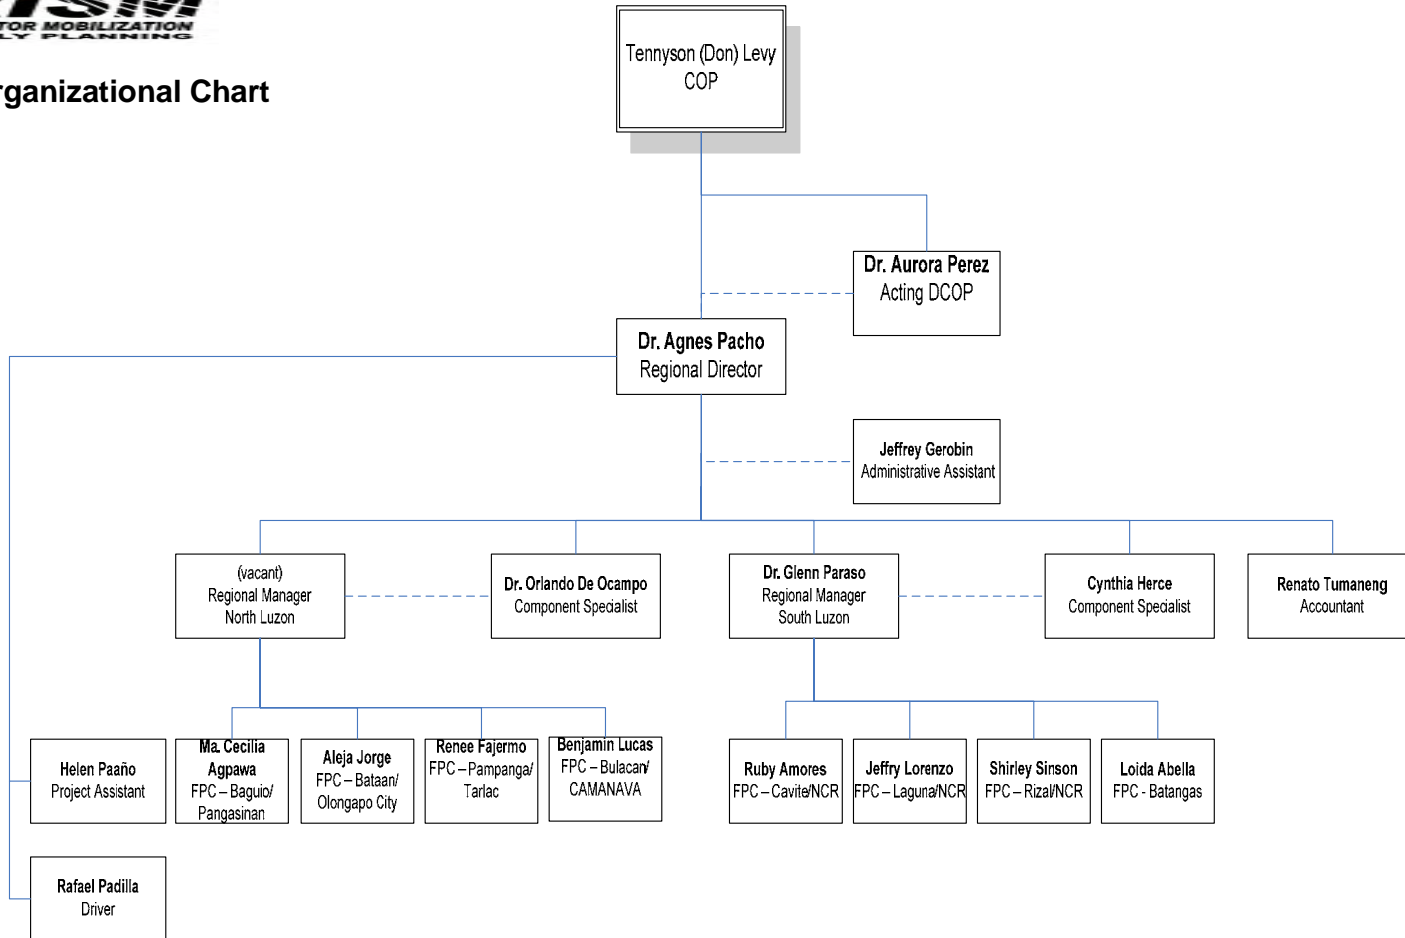 TOR MOBILIZATION
LY PLANNING
rganizational Chart
Tennyson (Don) Levy
COP
Dr. Aurora Perez
Acting DCOP
Dr. Agnes Pacho
Regional Director
Jeffrey Gerobin
Administrative Assistant
(vacant)
Regional Manager
North Luzon
Dr. Orlando De Ocampo
Component Specialist
Dr. Glenn Paraso
Regional Manager
South Luzon
Cynthia Herce
Component Specialist
Renato Tumaneng
Accountant
Helen Paaño
Project Assistant
Ma. Cecilia
Agpawa
FPC – Baguio/
Pangasinan
Aleja Jorge
FPC – Bataan/
Olongapo City
Renee Fajermo
FPC – Pampanga/
Tarlac
Benjamin Lucas
FPC – Bulacan/
CAMANAVA
Ruby Amores
FPC – Cavite/NCR
Jeffry Lorenzo
FPC – Laguna/NCR
Shirley Sinson
FPC – Rizal/NCR
Loida Abella
FPC - Batangas
Rafael Padilla
Driver